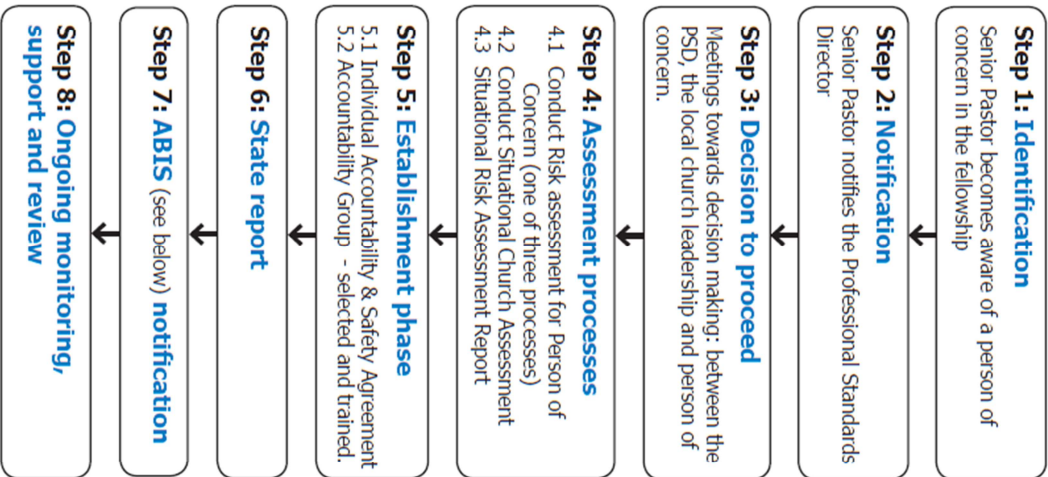 Step 1: Identification
Senior Pastor becomes aware of a person of
concern in the fellowship
Step 2: Notification
Senior Pastor notifies the Professional Standards
Director
Step 3: Decision to proceed
Meetings towards decision making: between the
PSD, the local church leadership and person of
concern.
Step 4: Assessment processes
4.1 Conduct Risk assessment for Person of
Concern (one of three processes)
4.2 Conduct Situational Church Assessment
4.3 Situational Risk Assessment Report
Step 5: Establishment phase
5.1 Individual Accountability & Safety Agreement
5.2 Accountability Group - selected and trained.
Step 6: State report
Step 7: ABIS (see below) notification
Step 8: Ongoing monitoring,
support and review